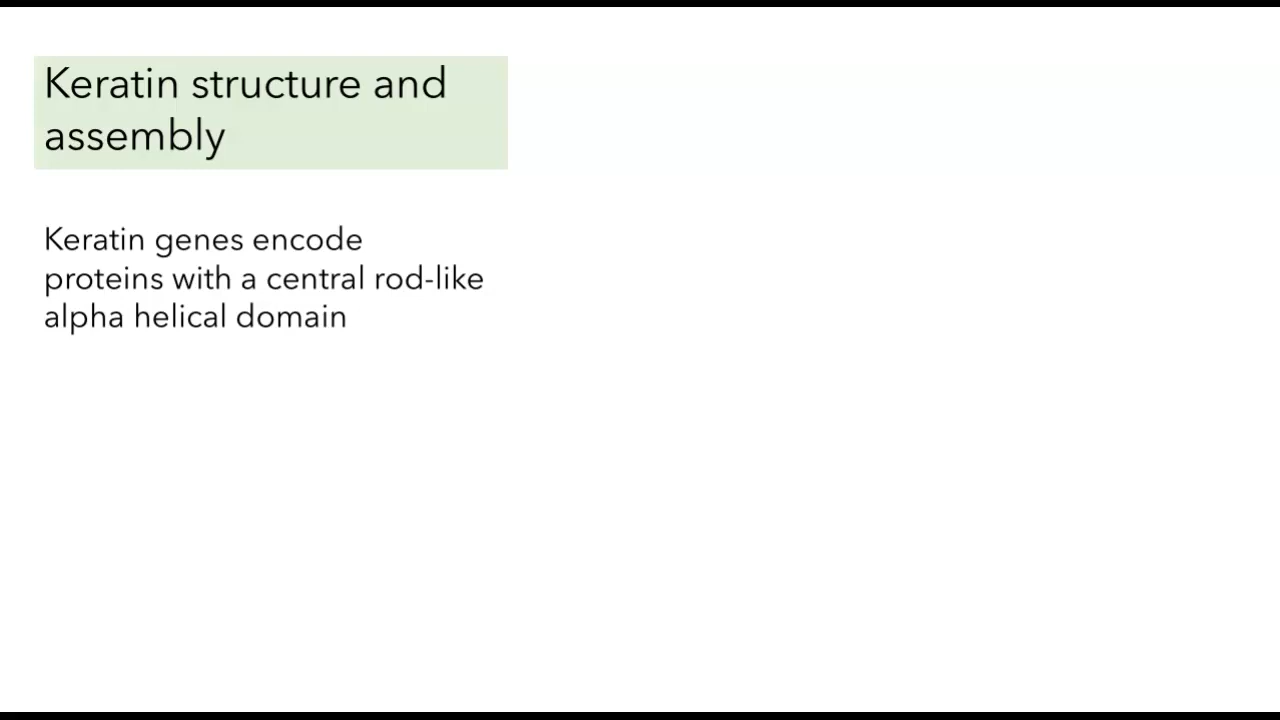 Keratin structure and
assembly
Keratin genes encode
proteins with a central rod-like
alpha helical domain